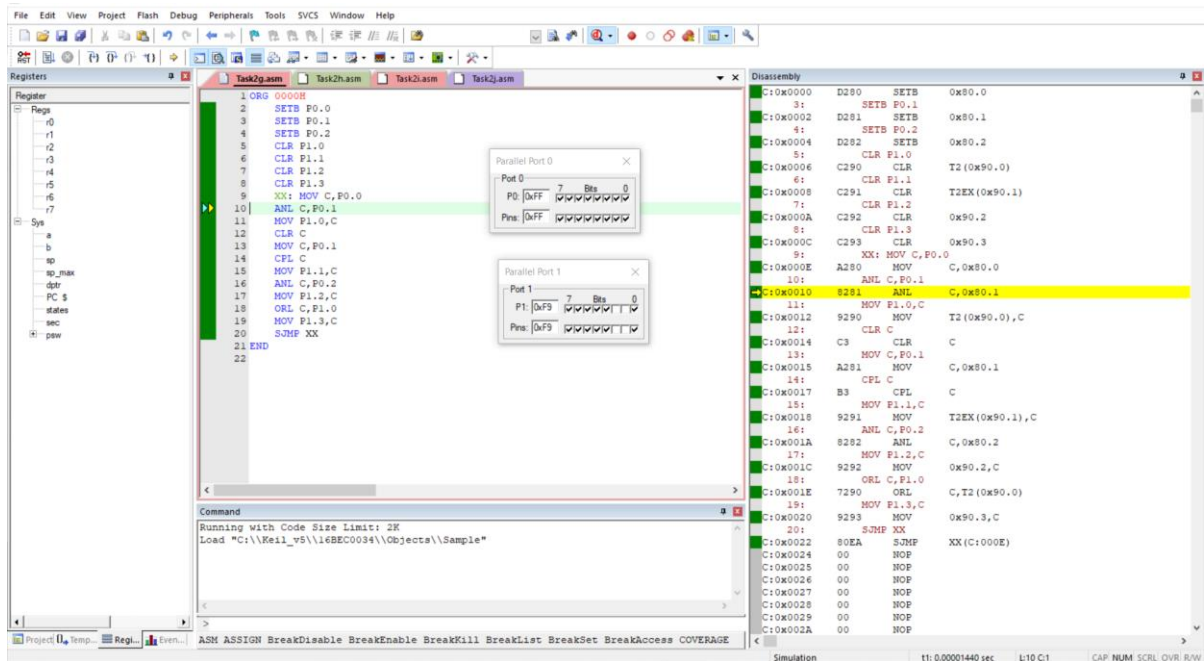 File Edit View Project Flash Debug Peripherals Tools SVCS Window Help
Registers
Register
Regs
r0
r1
r2
r3
r4
r5
r6
r7
Sys
a
b
sp
sp_max
dptr
PC $
states
sec
psw
Project Temp... Regi... Even...
Task2g.asm Task2h.asm Task2i.asm Task2j.asm
1 ORG 0000H
2 SETB P0.0
3 SETB P0.1
4 SETB P0.2
5 CLR P1.0
6 CLR P1.1
7 CLR P1.2
8 CLR P1.3
9 XX: MOV C,P0.0
10 ANL C,P0.1
11 MOV P1.0,C
12 CLR C
13 MOV C,P0.1
14 CPL C
15 MOV P1.1,C
16 ANL C,P0.2
17 MOV P1.2,C
18 ORL C,P1.0
19 MOV P1.3,C
20 SJMP XX
21 END
22
Parallel Port 0
Port 0
7 Bits 0
P0: 0xFF
Pins: 0xFF
Parallel Port 1
Port 1
7 Bits 0
P1: 0xF9
Pins: 0xF9
Command
Running with Code Size Limit: 2K
Load "C:\\Keil_v5\\16BEC0034\\Objects\\Sample"
>
ASM ASSIGN BreakDisable BreakEnable BreakKill BreakList BreakSet BreakAccess COVERAGE
Disassembly
C:0x0000 D280 SETB 0x80.0
3: SETB P0.1
C:0x0002 D281 SETB 0x80.1
4: SETB P0.2
C:0x0004 D282 SETB 0x80.2
5: CLR P1.0
C:0x0006 C290 CLR T2(0x90.0)
6: CLR P1.1
C:0x0008 C291 CLR T2EX(0x90.1)
7: CLR P1.2
C:0x000A C292 CLR 0x90.2
8: CLR P1.3
C:0x000C C293 CLR 0x90.3
9: XX: MOV C,P0.0
C:0x000E A280 MOV C,0x80.0
10: ANL C,P0.1
C:0x0010 8281 ANL C,0x80.1
11: MOV P1.0,C
C:0x0012 9290 MOV T2(0x90.0),C
12: CLR C
C:0x0014 C3 CLR C
13: MOV C,P0.1
C:0x0015 A281 MOV C,0x80.1
14: CPL C
C:0x0017 B3 CPL C
15: MOV P1.1,C
C:0x0018 9291 MOV T2EX(0x90.1),C
16: ANL C,P0.2
C:0x001A 8282 ANL C,0x80.2
17: MOV P1.2,C
C:0x001C 9292 MOV 0x90.2,C
18: ORL C,P1.0
C:0x001E 7290 ORL C,T2(0x90.0)
19: MOV P1.3,C
C:0x0020 9293 MOV 0x90.3,C
20: SJMP XX
C:0x0022 80EA SJMP XX(C:000E)
C:0x0024 00 NOP
C:0x0025 00 NOP
C:0x0026 00 NOP
C:0x0027 00 NOP
C:0x0028 00 NOP
C:0x0029 00 NOP
C:0x002A 00 NOP
Simulation t1: 0.00001440 sec L:10 C:1 CAP NUM SCRL OVR R/W